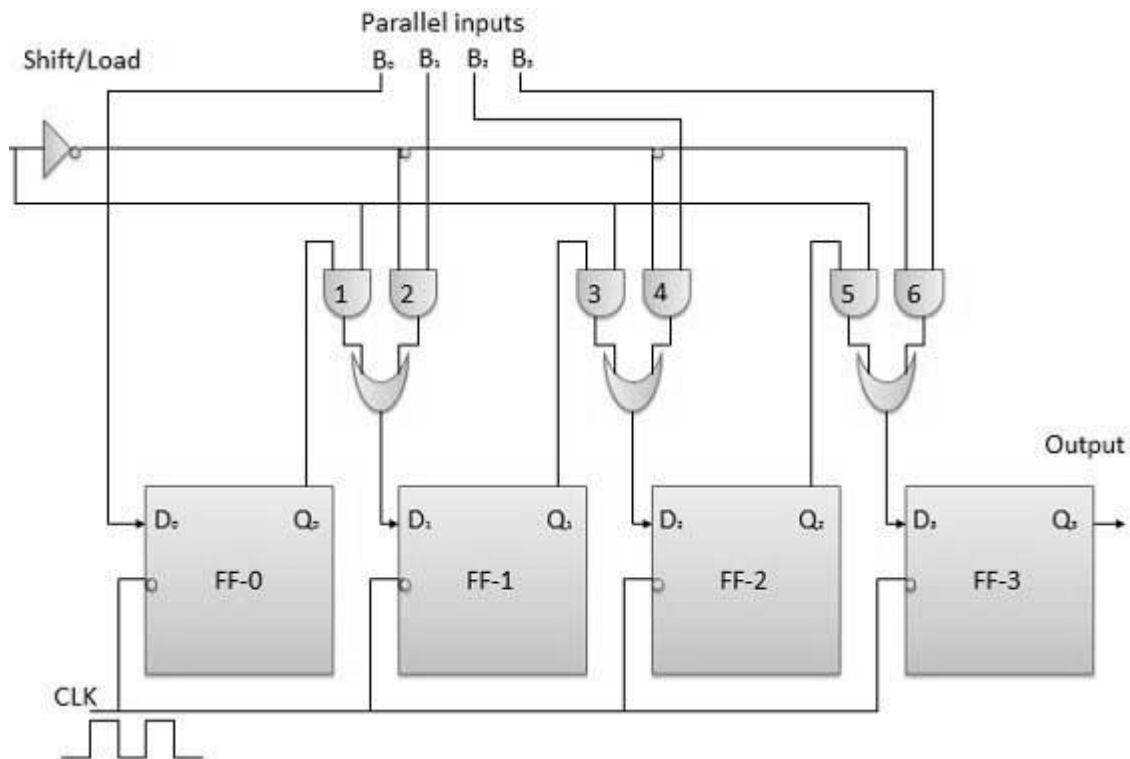 Parallel inputs
Shift/Load
B₀ B₁ B₂ B₃
1 2 3 4 5 6
Output
D₀ Q₀ D₁ Q₁ D₂ Q₂ D₃ Q₃
FF-0 FF-1 FF-2 FF-3
CLK